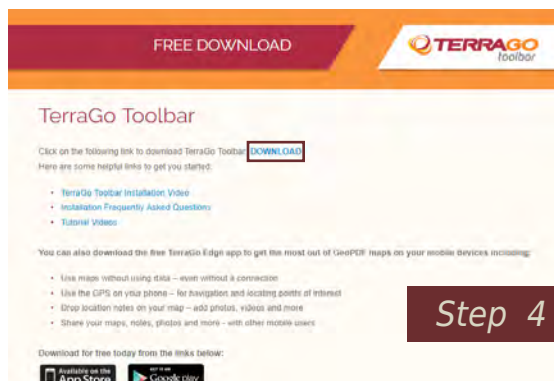 FREE DOWNLOAD
TERRAGO
toolbar
TerraGo Toolbar
Click on the following link to download TerraGo Toolbar: DOWNLOAD
Here are some helpful links to get you started:
• TerraGo Toolbar Installation Video
• Installation Frequently Asked Questions
• Tutorial Videos
You can also download the free TerraGo Edge app to get the most out of GeoPDF maps on your mobile devices including:
• Use maps without using data – even without a connection
• Use the GPS on your phone – for navigation and locating points of interest
• Drop location notes on your map – add photos, videos and more
• Share your maps, notes, photos and more - with other mobile users
Step 4
Download for free today from the links below:
Available on the
App Store
GET IT ON
Google play